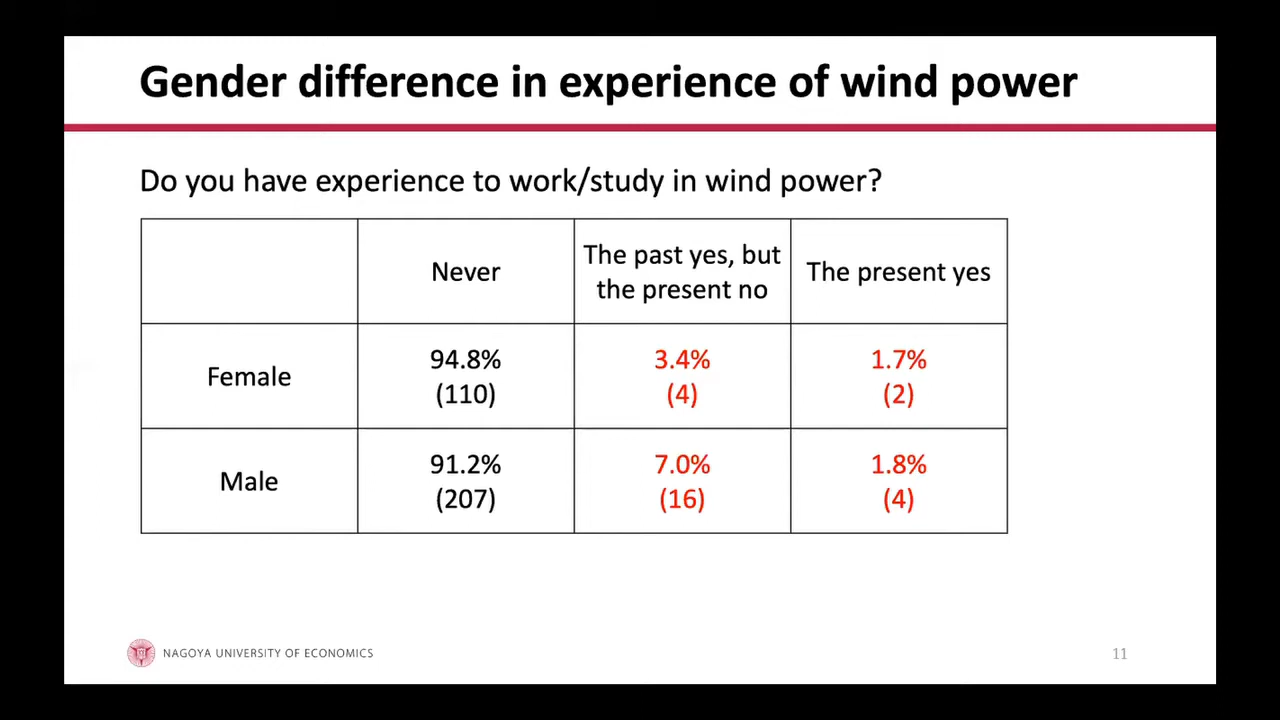 Gender difference in experience of wind power
Do you have experience to work/study in wind power?
Never
The past yes, but
the present no
The present yes
Female
94.8%
(110)
3.4%
(4)
1.7%
(2)
Male
91.2%
(207)
7.0%
(16)
1.8%
(4)
NAGOYA UNIVERSITY OF ECONOMICS
11